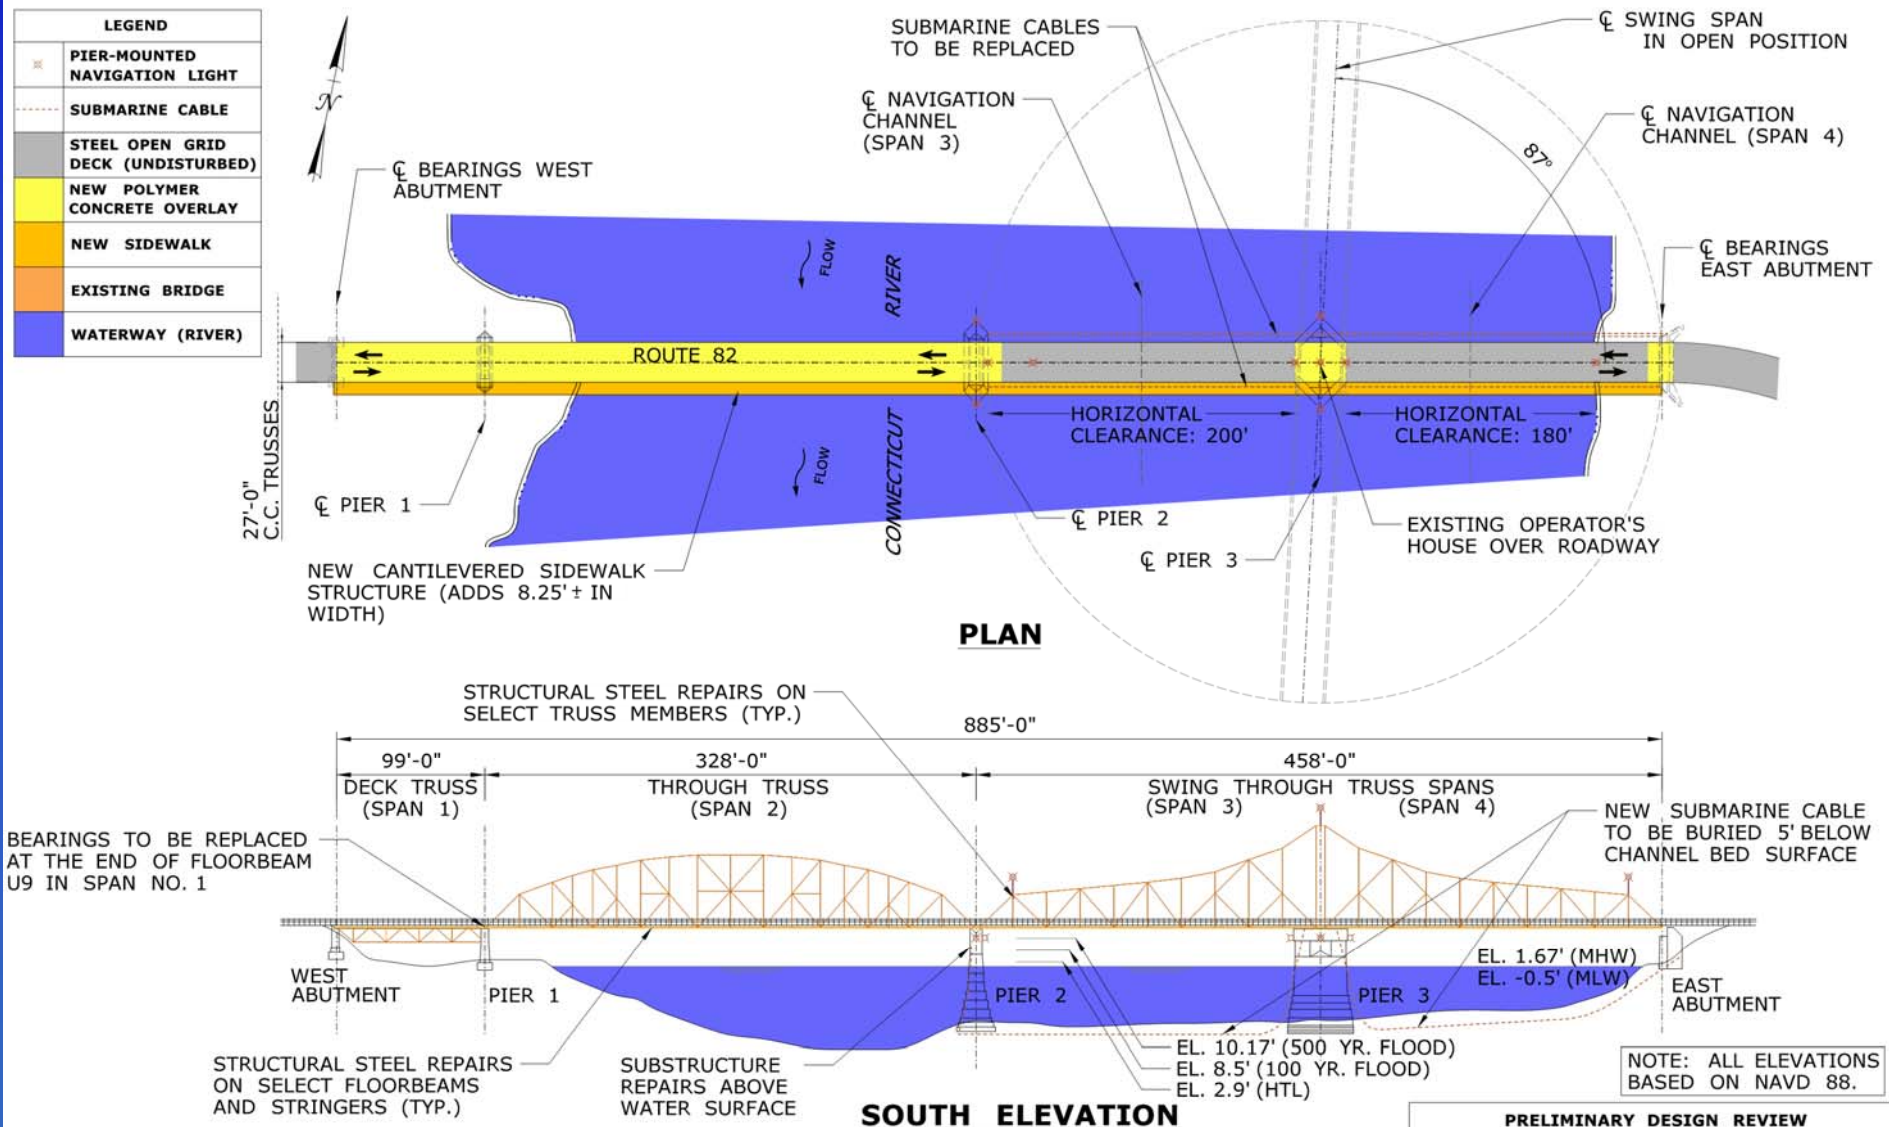 LEGEND
PIER-MOUNTED
NAVIGATION LIGHT
SUBMARINE CABLE
STEEL OPEN GRID
DECK (UNDISTURBED)
NEW POLYMER
CONCRETE OVERLAY
NEW SIDEWALK
EXISTING BRIDGE
WATERWAY (RIVER)
N
SUBMARINE CABLES
TO BE REPLACED
℄ SWING SPAN
IN OPEN POSITION
℄ NAVIGATION
CHANNEL
(SPAN 3)
℄ NAVIGATION
CHANNEL (SPAN 4)
87°
℄ BEARINGS WEST
ABUTMENT
℄ BEARINGS
EAST ABUTMENT
FLOW
RIVER
ROUTE 82
HORIZONTAL
CLEARANCE: 200'
HORIZONTAL
CLEARANCE: 180'
27'-0"
C.C. TRUSSES
FLOW
CONNECTICUT
℄ PIER 1
℄ PIER 2
℄ PIER 3
EXISTING OPERATOR'S
HOUSE OVER ROADWAY
NEW CANTILEVERED SIDEWALK
STRUCTURE (ADDS 8.25'± IN
WIDTH)
PLAN
STRUCTURAL STEEL REPAIRS ON
SELECT TRUSS MEMBERS (TYP.)
885'-0"
99'-0"
328'-0"
458'-0"
DECK TRUSS
(SPAN 1)
THROUGH TRUSS
(SPAN 2)
SWING THROUGH TRUSS SPANS
(SPAN 3) (SPAN 4)
BEARINGS TO BE REPLACED
AT THE END OF FLOORBEAM
U9 IN SPAN NO. 1
NEW SUBMARINE CABLE
TO BE BURIED 5' BELOW
CHANNEL BED SURFACE
WEST
ABUTMENT
PIER 1
PIER 2
PIER 3
EL. 1.67' (MHW)
EL. -0.5' (MLW)
EAST
ABUTMENT
STRUCTURAL STEEL REPAIRS
ON SELECT FLOORBEAMS
AND STRINGERS (TYP.)
SUBSTRUCTURE
REPAIRS ABOVE
WATER SURFACE
EL. 10.17' (500 YR. FLOOD)
EL. 8.5' (100 YR. FLOOD)
EL. 2.9' (HTL)
NOTE: ALL ELEVATIONS
BASED ON NAVD 88.
SOUTH ELEVATION
PRELIMINARY DESIGN REVIEW